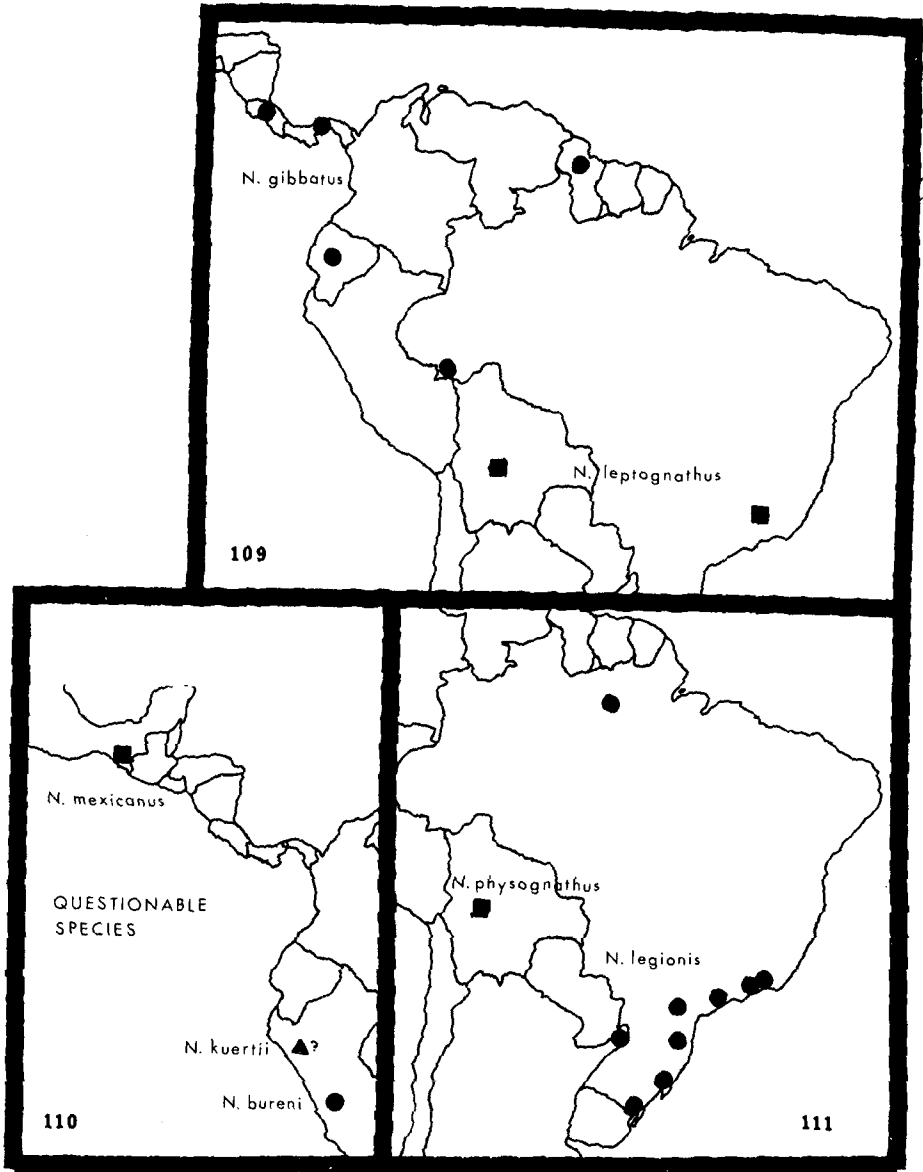 N. gibbatus
N. leptognathus
109
N. mexicanus
QUESTIONABLE
SPECIES
N. kuertii ?
N. bureni
110
N. physognathus
N. legionis
111